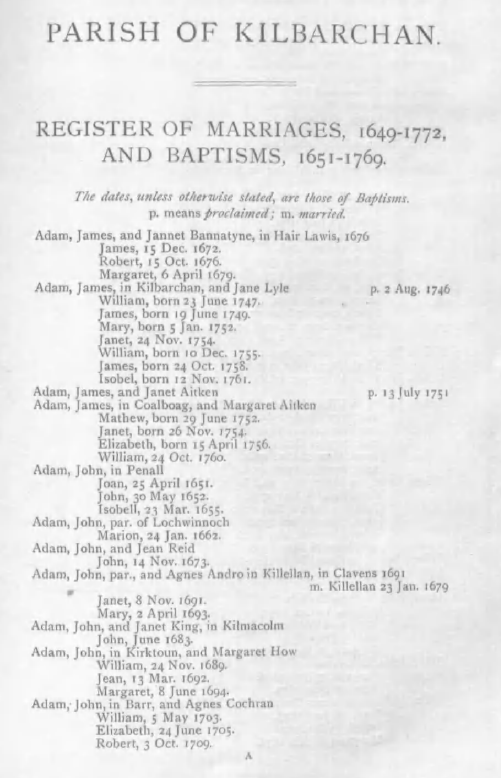 PARISH OF KILBARCHAN.
REGISTER OF MARRIAGES, 1649-1772,
AND BAPTISMS, 1651-1769.
The dates, unless otherwise stated, are those of Baptisms.
p. means proclaimed; m. married.
Adam, James, and Jannet Bannatyne, in Hair Lawis, 1676
James, 15 Dec. 1672.
Robert, 15 Oct. 1676.
Margaret, 6 April 1679.
Adam, James, in Kilbarchan, and Jane Lyle p. 2 Aug. 1746
William, born 23 June 1747.
James, born 19 June 1749.
Mary, born 5 Jan. 1752.
Janet, 24 Nov. 1754.
William, born 10 Dec. 1755.
James, born 24 Oct. 1758.
Isobel, born 12 Nov. 1761.
Adam, James, and Janet Aitken p. 13 July 1751
Adam, James, in Coalboag, and Margaret Aitken
Mathew, born 29 June 1752.
Janet, born 26 Nov. 1754.
Elizabeth, born 15 April 1756.
William, 24 Oct. 1760.
Adam, John, in Penall
Joan, 25 April 1651.
John, 30 May 1652.
Isobell, 23 Mar. 1655.
Adam, John, par. of Lochwinnoch
Marion, 24 Jan. 1662.
Adam, John, and Jean Reid
John, 14 Nov. 1673.
Adam, John, par., and Agnes Andro in Killellan, in Clavens 1691
m. Killellan 23 Jan. 1679
Janet, 8 Nov. 1691.
Mary, 2 April 1693.
Adam, John, and Janet King, in Kilmacolm
John, June 1683.
Adam, John, in Kirktoun, and Margaret How
William, 24 Nov. 1689.
Jean, 13 Mar. 1692.
Margaret, 8 June 1694.
Adam, John, in Barr, and Agnes Cochran
William, 5 May 1703.
Elizabeth, 24 June 1705.
Robert, 3 Oct. 1709.
A